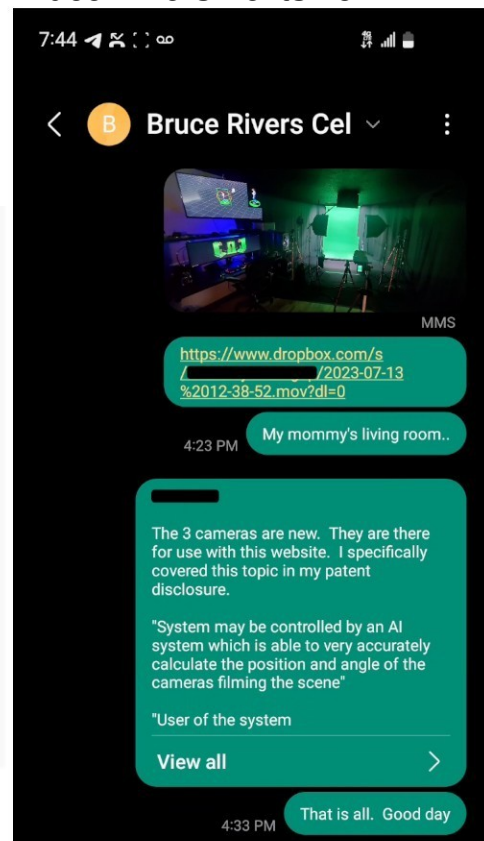 7:44
4G
B Bruce Rivers Cel
MMS
https://www.dropbox.com/s
/ /2023-07-13
%2012-38-52.mov?dl=0
4:23 PM
My mommy's living room..
The 3 cameras are new. They are there
for use with this website. I specifically
covered this topic in my patent
disclosure.
"System may be controlled by an AI
system which is able to very accurately
calculate the position and angle of the
cameras filming the scene"
"User of the system
View all
4:33 PM
That is all. Good day